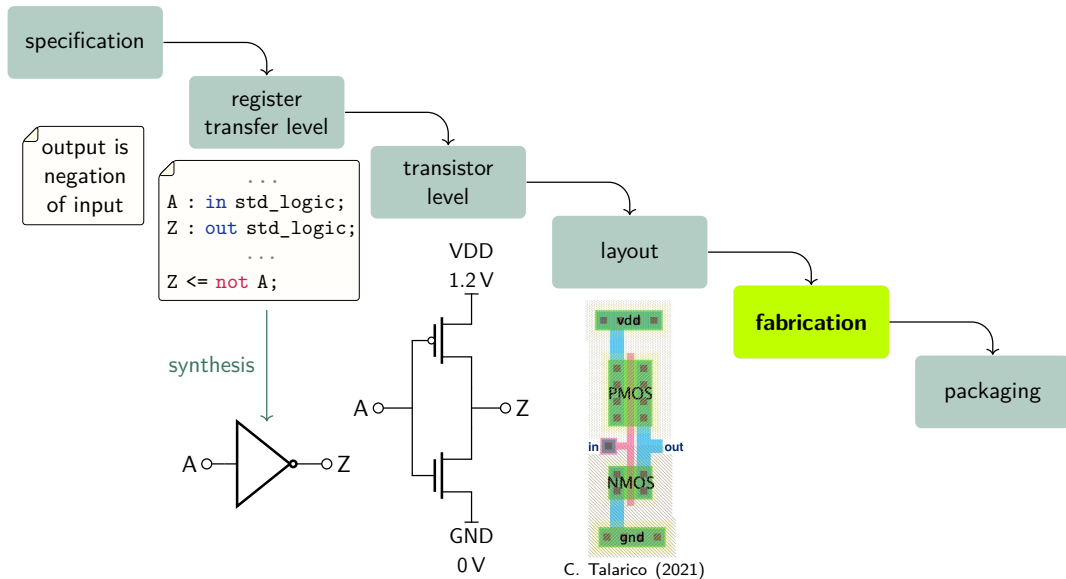 specification
register
transfer level
output is
negation
of input
...
A : in std_logic;
Z : out std_logic;
...
Z <= not A;
synthesis
A
Z
transistor
level
VDD
1.2 V
A
Z
GND
0 V
layout
vdd
PMOS
in
out
NMOS
gnd
C. Talarico (2021)
fabrication
packaging